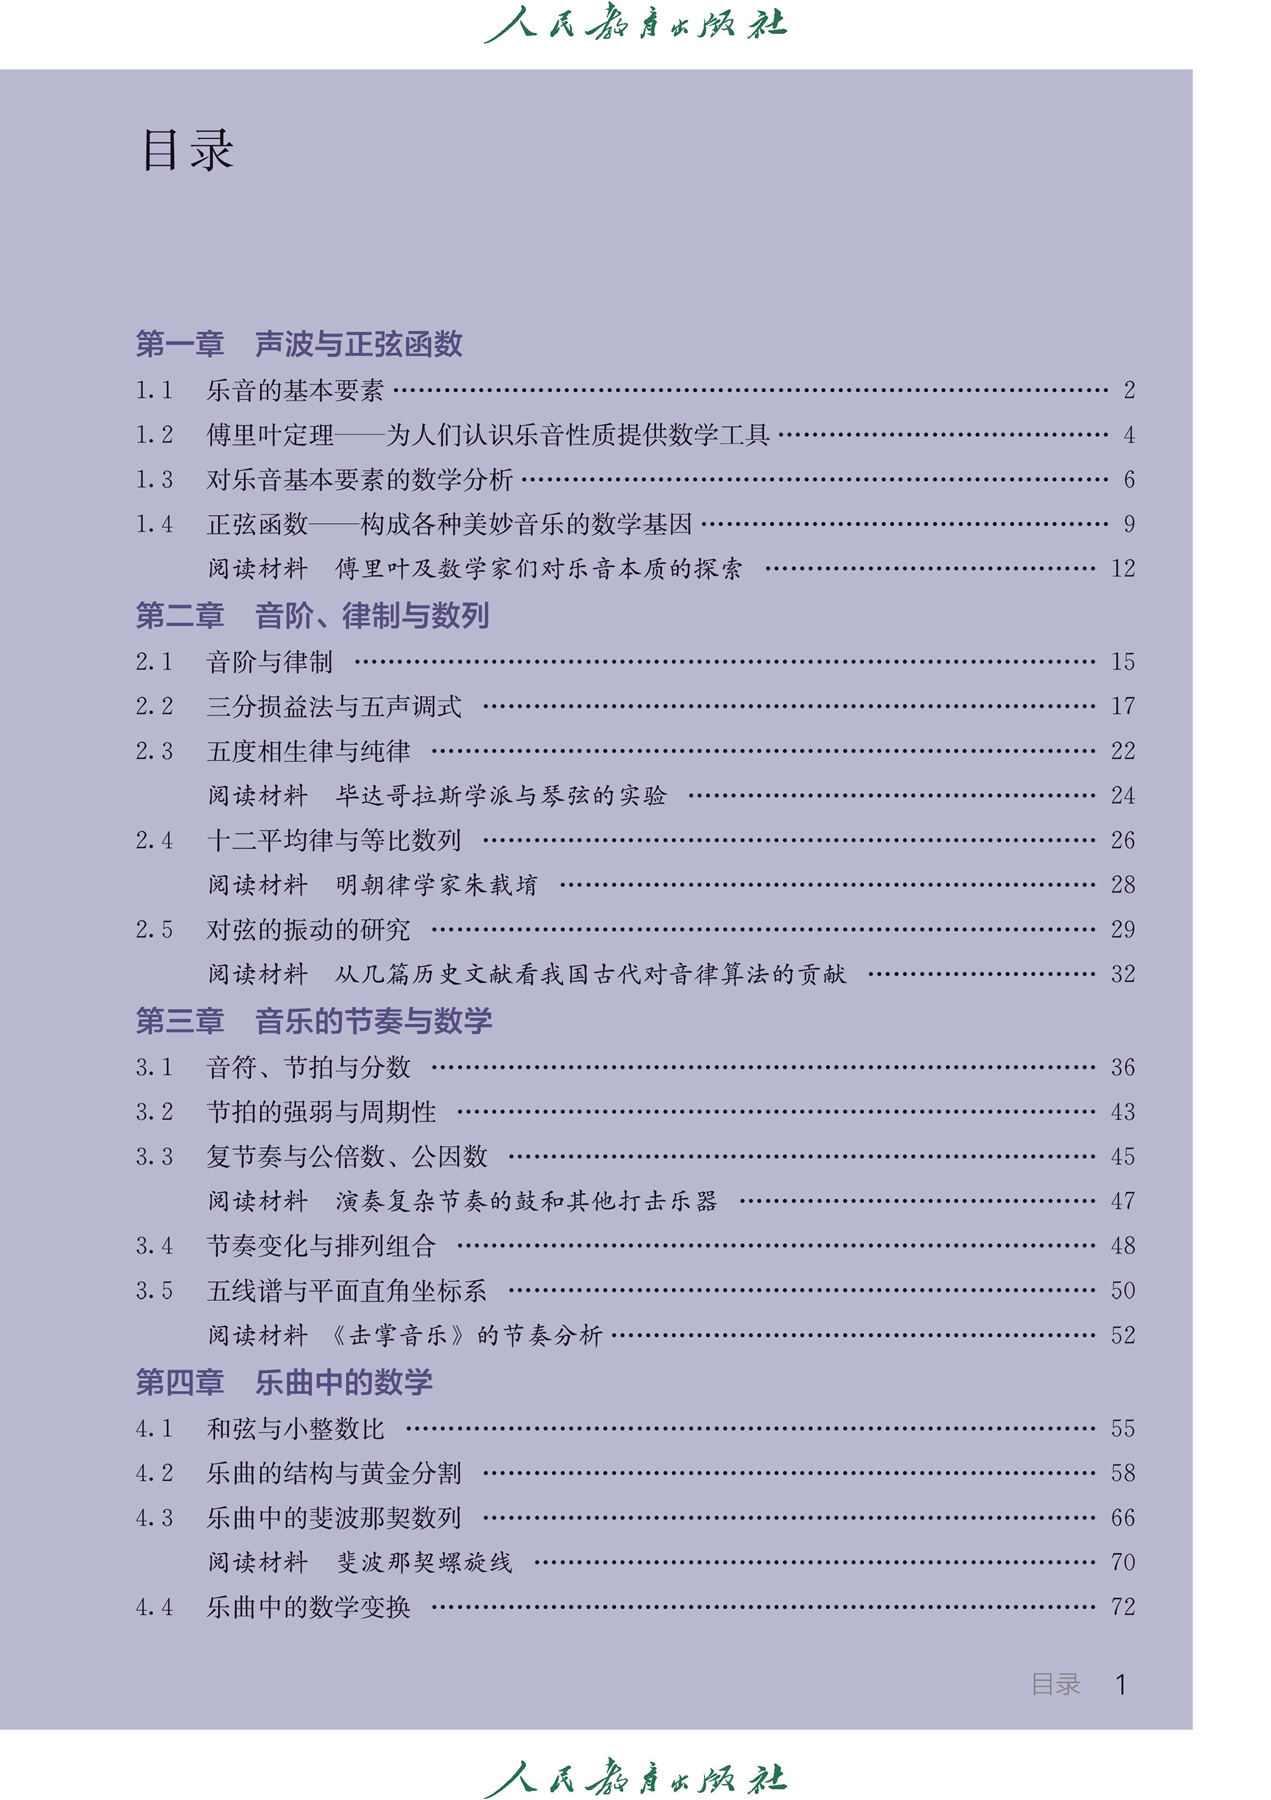 人民教育出版社
目录
第一章 声波与正弦函数
1.1 乐音的基本要素 …… 2
1.2 傅里叶定理——为人们认识乐音性质提供数学工具 …… 4
1.3 对乐音基本要素的数学分析 …… 6
1.4 正弦函数——构成各种美妙音乐的数学基因 …… 9
阅读材料 傅里叶及数学家们对乐音本质的探索 …… 12
第二章 音阶、律制与数列
2.1 音阶与律制 …… 15
2.2 三分损益法与五声调式 …… 17
2.3 五度相生律与纯律 …… 22
阅读材料 毕达哥拉斯学派与琴弦的实验 …… 24
2.4 十二平均律与等比数列 …… 26
阅读材料 明朝律学家朱载堉 …… 28
2.5 对弦的振动的研究 …… 29
阅读材料 从几篇历史文献看我国古代对音律算法的贡献 …… 32
第三章 音乐的节奏与数学
3.1 音符、节拍与分数 …… 36
3.2 节拍的强弱与周期性 …… 43
3.3 复节奏与公倍数、公因数 …… 45
阅读材料 演奏复杂节奏的鼓和其他打击乐器 …… 47
3.4 节奏变化与排列组合 …… 48
3.5 五线谱与平面直角坐标系 …… 50
阅读材料 《击掌音乐》的节奏分析 …… 52
第四章 乐曲中的数学
4.1 和弦与小整数比 …… 55
4.2 乐曲的结构与黄金分割 …… 58
4.3 乐曲中的斐波那契数列 …… 66
阅读材料 斐波那契螺旋线 …… 70
4.4 乐曲中的数学变换 …… 72
目录 1
人民教育出版社